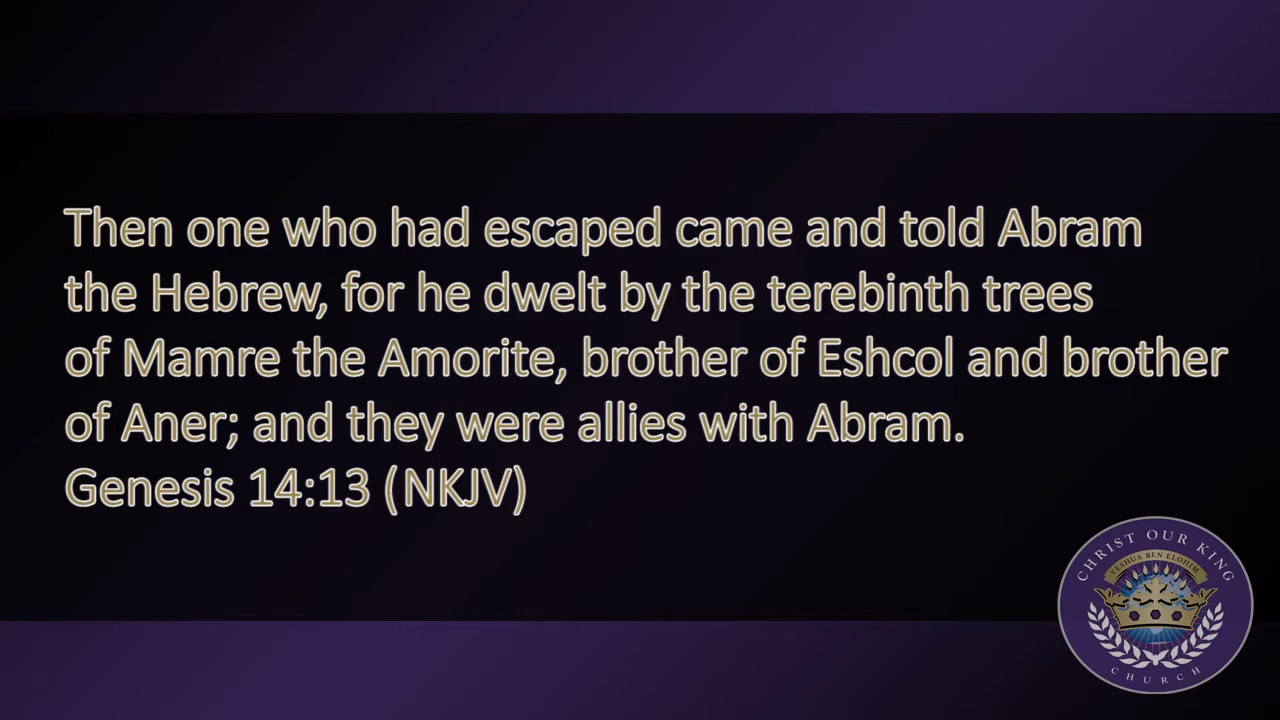 Then one who had escaped came and told Abram
the Hebrew, for he dwelt by the terebinth trees
of Mamre the Amorite, brother of Eshcol and brother
of Aner; and they were allies with Abram.
Genesis 14:13 (NKJV)
CHRIST OUR KING
YESHUA BEN ELOHIM
CHURCH